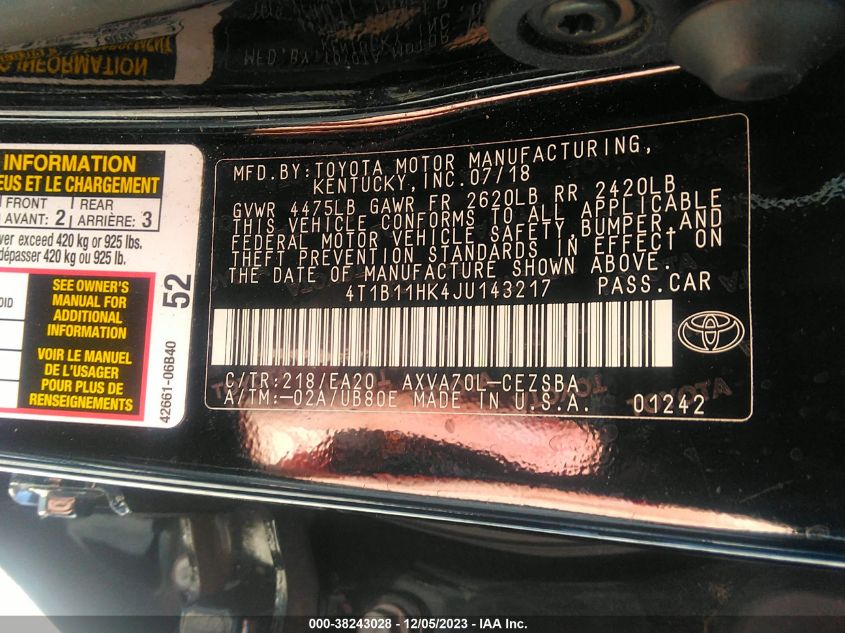 INFORMATION
EUS ET LE CHARGEMENT
FRONT
AVANT: 2
REAR
ARRIÈRE: 3
ver exceed 420 kg or 925 lbs.
dépasser 420 kg ou 925 lb.
SEE OWNER'S
MANUAL FOR
ADDITIONAL
INFORMATION
VOIR LE MANUEL
DE L'USAGER
POUR PLUS DE
RENSEIGNEMENTS
52
42661-06B40
MFD.BY:TOYOTA MOTOR MANUFACTURING,
KENTUCKY,INC.07/18
GVWR 4475LB GAWR FR 2620LB RR 2420LB
THIS VEHICLE CONFORMS TO ALL APPLICABLE
FEDERAL MOTOR VEHICLE SAFETY,BUMPER,AND
THEFT PREVENTION STANDARDS IN EFFECT ON
THE DATE OF MANUFACTURE SHOWN ABOVE.
4T1B11HK4JU143217 PASS.CAR
C/TR:218/EA20 AXVA70L-CEZSBA
A/TM:-02A/UB80E MADE IN U.S.A. 01242
000-38243028 - 12/05/2023 - IAA Inc.